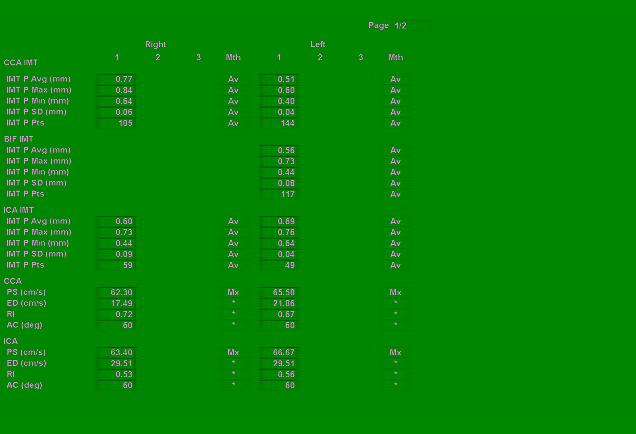 Page 1/2
Right Left
1 2 3 Mth 1 2 3 Mth
CCA IMT
IMT P Avg (mm) 0.77 Av 0.51 Av
IMT P Max (mm) 0.84 Av 0.60 Av
IMT P Min (mm) 0.64 Av 0.40 Av
IMT P SD (mm) 0.06 Av 0.04 Av
IMT P Pts 105 Av 144 Av
BIF IMT
IMT P Avg (mm) 0.56 Av
IMT P Max (mm) 0.73 Av
IMT P Min (mm) 0.44 Av
IMT P SD (mm) 0.08 Av
IMT P Pts 117 Av
ICA IMT
IMT P Avg (mm) 0.60 Av 0.69 Av
IMT P Max (mm) 0.73 Av 0.76 Av
IMT P Min (mm) 0.44 Av 0.64 Av
IMT P SD (mm) 0.09 Av 0.04 Av
IMT P Pts 59 Av 49 Av
CCA
PS (cm/s) 62.30 Mx 65.58 Mx
ED (cm/s) 17.49 * 21.86 *
RI 0.72 * 0.67 *
AC (deg) 60 * 60 *
ICA
PS (cm/s) 63.40 Mx 66.67 Mx
ED (cm/s) 29.51 * 29.51 *
RI 0.53 * 0.56 *
AC (deg) 60 * 60 *